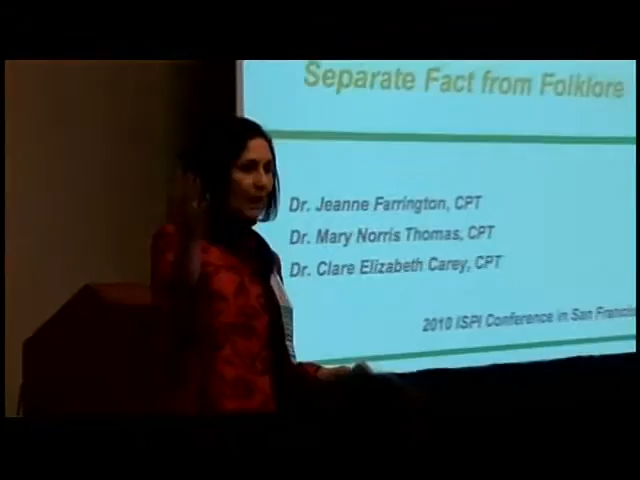 Separate Fact from Folklore
Dr. Jeanne Farrington, CPT
Dr. Mary Norris Thomas, CPT
Dr. Clare Elizabeth Carey, CPT
2010 ISPI Conference in San Francis